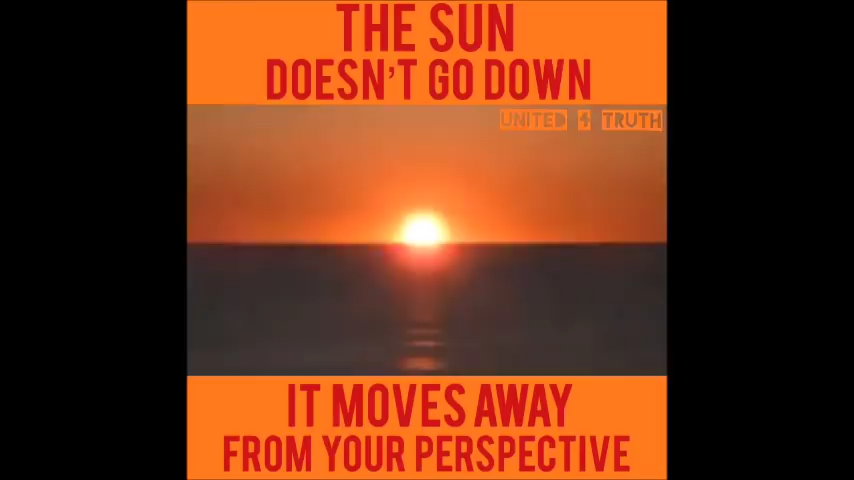 THE SUN
DOESN'T GO DOWN
UNITED 4 TRUTH
IT MOVES AWAY
FROM YOUR PERSPECTIVE